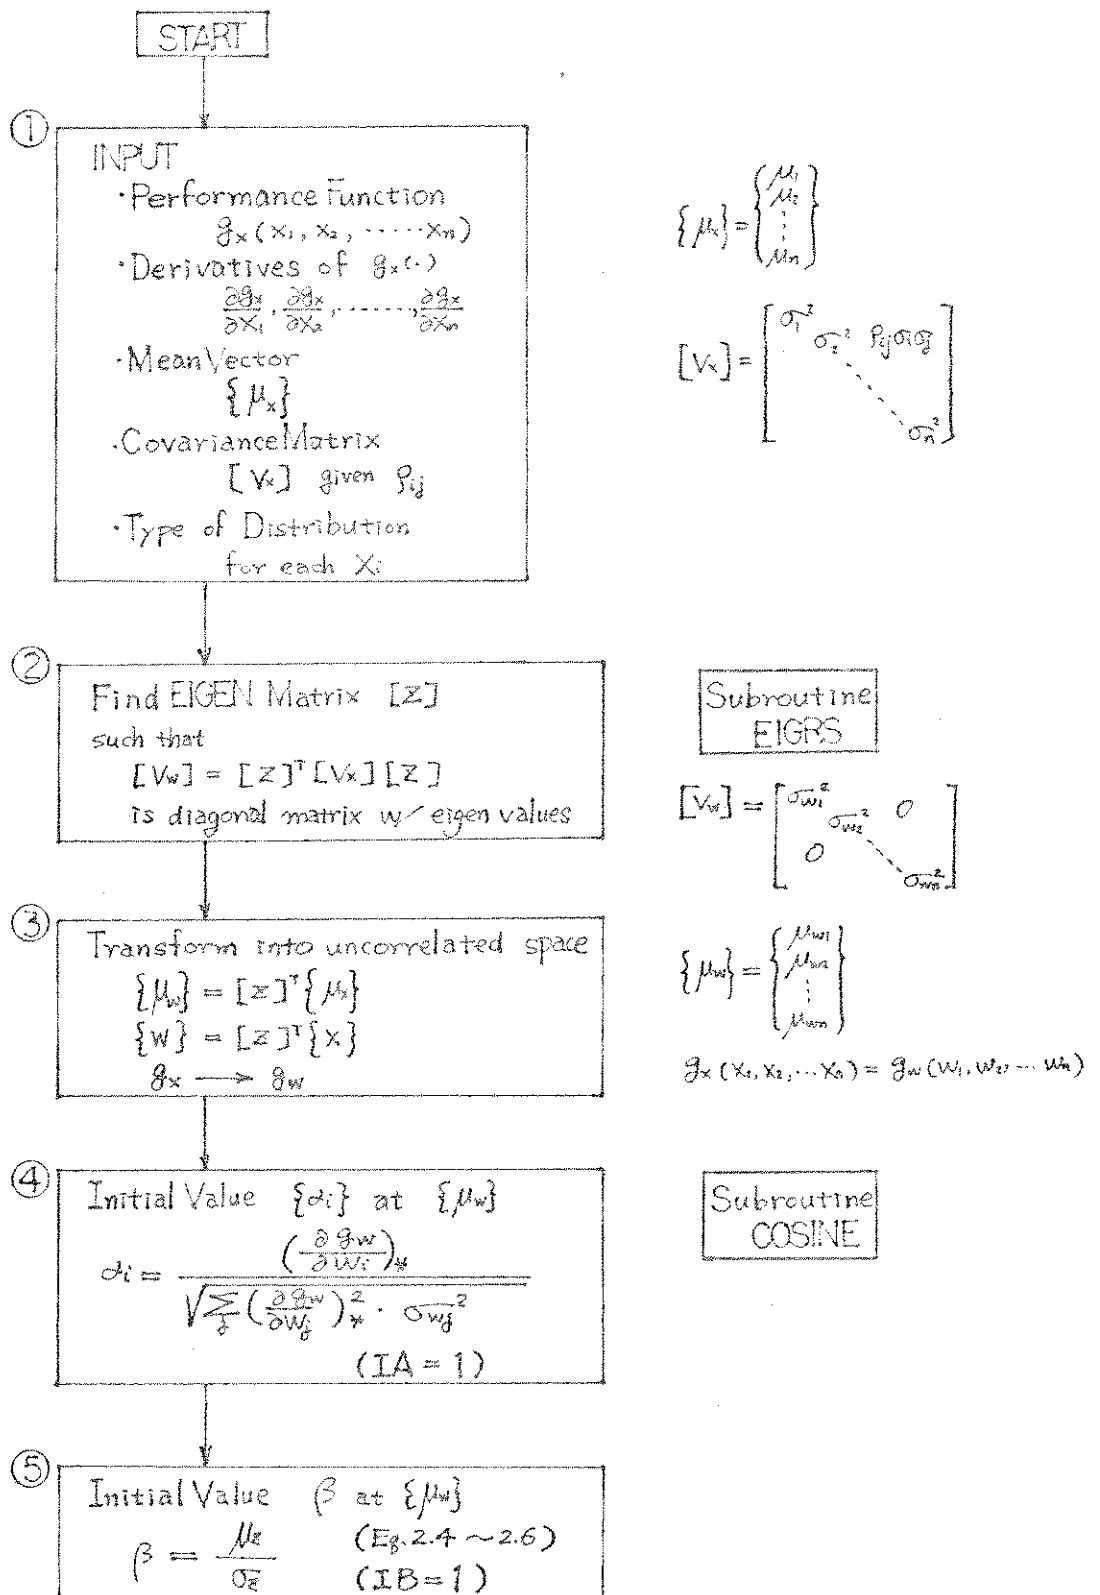 START
①
INPUT
·Performance Function
gx(x1, x2, ·····xn)
·Derivatives of gx(·)
∂gx/∂x1, ∂gx/∂x2, ·······, ∂gx/∂xn
·Mean Vector
{μx}
·Covariance Matrix
[Vx] given ρij
·Type of Distribution
for each Xi
{μx} = {μ1 μ2 ⋮ μn}
[Vx] = [σ1² σ2² ρijσiσj σn²]
②
Find EIGEN Matrix [Z]
such that
[Vw] = [Z]ᵀ[Vx][Z]
is diagonal matrix w/ eigen values
Subroutine
EIGRS
[Vw] = [σw1² σw2² 0 0 σwn²]
③
Transform into uncorrelated space
{μw} = [Z]ᵀ{μx}
{W} = [Z]ᵀ{X}
gx → gw
{μw} = {μw1 μw2 ⋮ μwn}
gx(x1, x2, ··· xn) = gw(w1, w2, ··· wn)
④
Initial Value {αi} at {μw}
αi = (∂gw/∂wi)* / √Σj(∂gw/∂wj)*² · σwj²
(IA = 1)
Subroutine
COSINE
⑤
Initial Value β at {μw}
β = μz/σz (Eq. 2.4 ~ 2.6)
(IB = 1)